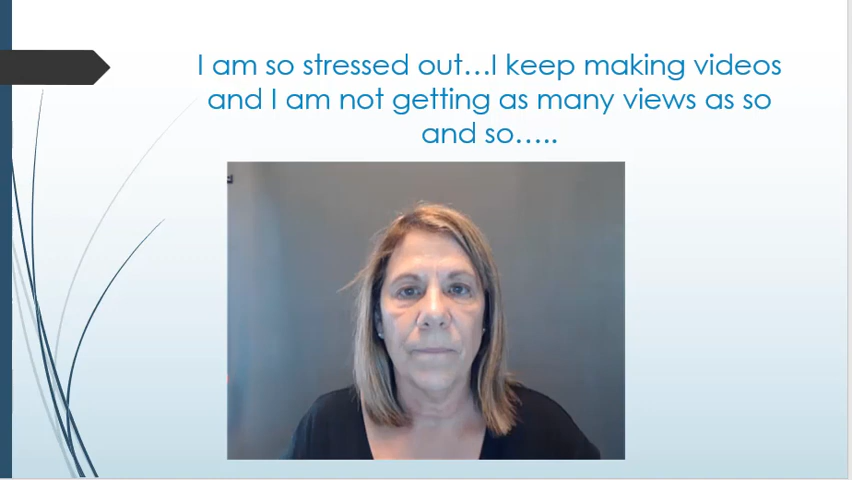 I am so stressed out…I keep making videos
and I am not getting as many views as so
and so…..